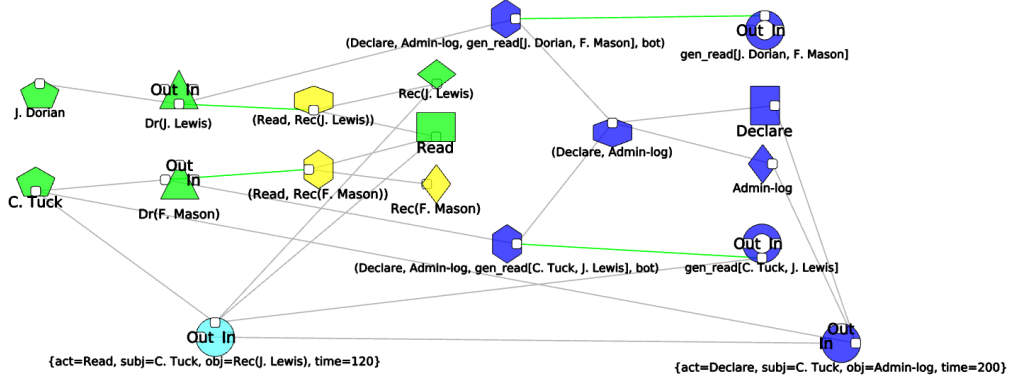 (Declare, Admin-log, gen_read[J. Dorian, F. Mason], bot)
Out In
gen_read[J. Dorian, F. Mason]
J. Dorian
Out In
Dr(J. Lewis)
(Read, Rec(J. Lewis))
Rec(J. Lewis)
Read
(Declare, Admin-log)
Declare
C. Tuck
Out
In
Dr(F. Mason)
(Read, Rec(F. Mason))
Rec(F. Mason)
Admin-log
(Declare, Admin-log, gen_read[C. Tuck, J. Lewis], bot)
Out In
gen_read[C. Tuck, J. Lewis]
Out In
{act=Read, subj=C. Tuck, obj=Rec(J. Lewis), time=120}
Out
In
{act=Declare, subj=C. Tuck, obj=Admin-log, time=200}